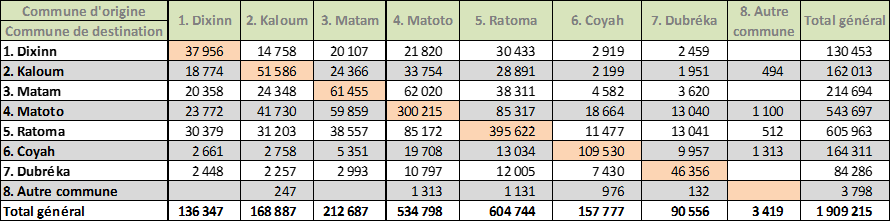 Commune d'origine
Commune de destination 1. Dixinn 2. Kaloum 3. Matam 4. Matoto 5. Ratoma 6. Coyah 7. Dubréka 8. Autre commune Total général
1. Dixinn 37 956 14 758 20 107 21 820 30 433 2 919 2 459 130 453
2. Kaloum 18 774 51 586 24 366 33 754 28 891 2 199 1 951 494 162 013
3. Matam 20 358 24 348 61 455 62 020 38 311 4 582 3 620 214 694
4. Matoto 23 772 41 730 59 859 300 215 85 317 18 664 13 040 1 100 543 697
5. Ratoma 30 379 31 203 38 557 85 172 395 622 11 477 13 041 512 605 963
6. Coyah 2 661 2 758 5 351 19 708 13 034 109 530 9 957 1 313 164 311
7. Dubréka 2 448 2 257 2 993 10 797 12 005 7 430 46 356 84 286
8. Autre commune 247 1 313 1 131 976 132 3 798
Total général 136 347 168 887 212 687 534 798 604 744 157 777 90 556 3 419 1 909 215